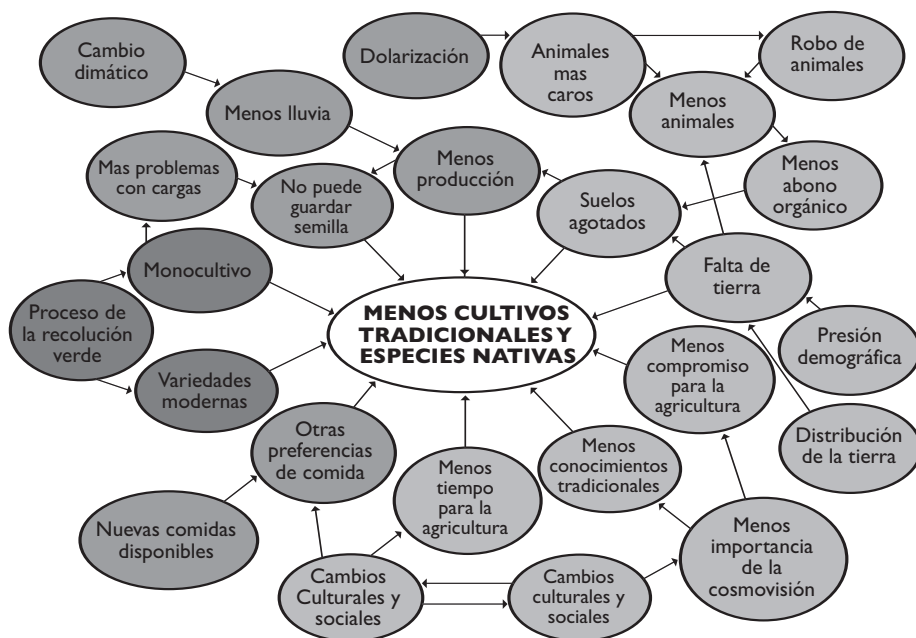 Cambio
dimático
Dolarización
Animales
mas
caros
Robo de
animales
Menos lluvia
Menos
animales
Mas problemas
con cargas
No puede
guardar
semilla
Menos
producción
Suelos
agotados
Menos
abono
orgánico
Monocultivo
Falta de
tierra
Proceso de
la recolución
verde
MENOS CULTIVOS
TRADICIONALES Y
ESPECIES NATIVAS
Menos
compromiso
para la
agricultura
Presión
demográfica
Variedades
modernas
Otras
preferencias
de comida
Menos
tiempo
para la
agricultura
Menos
conocimientos
tradicionales
Distribución
de la tierra
Nuevas comidas
disponibles
Menos
importancia
de la
cosmovisión
Cambios
Culturales y
sociales
Cambios
culturales y
sociales